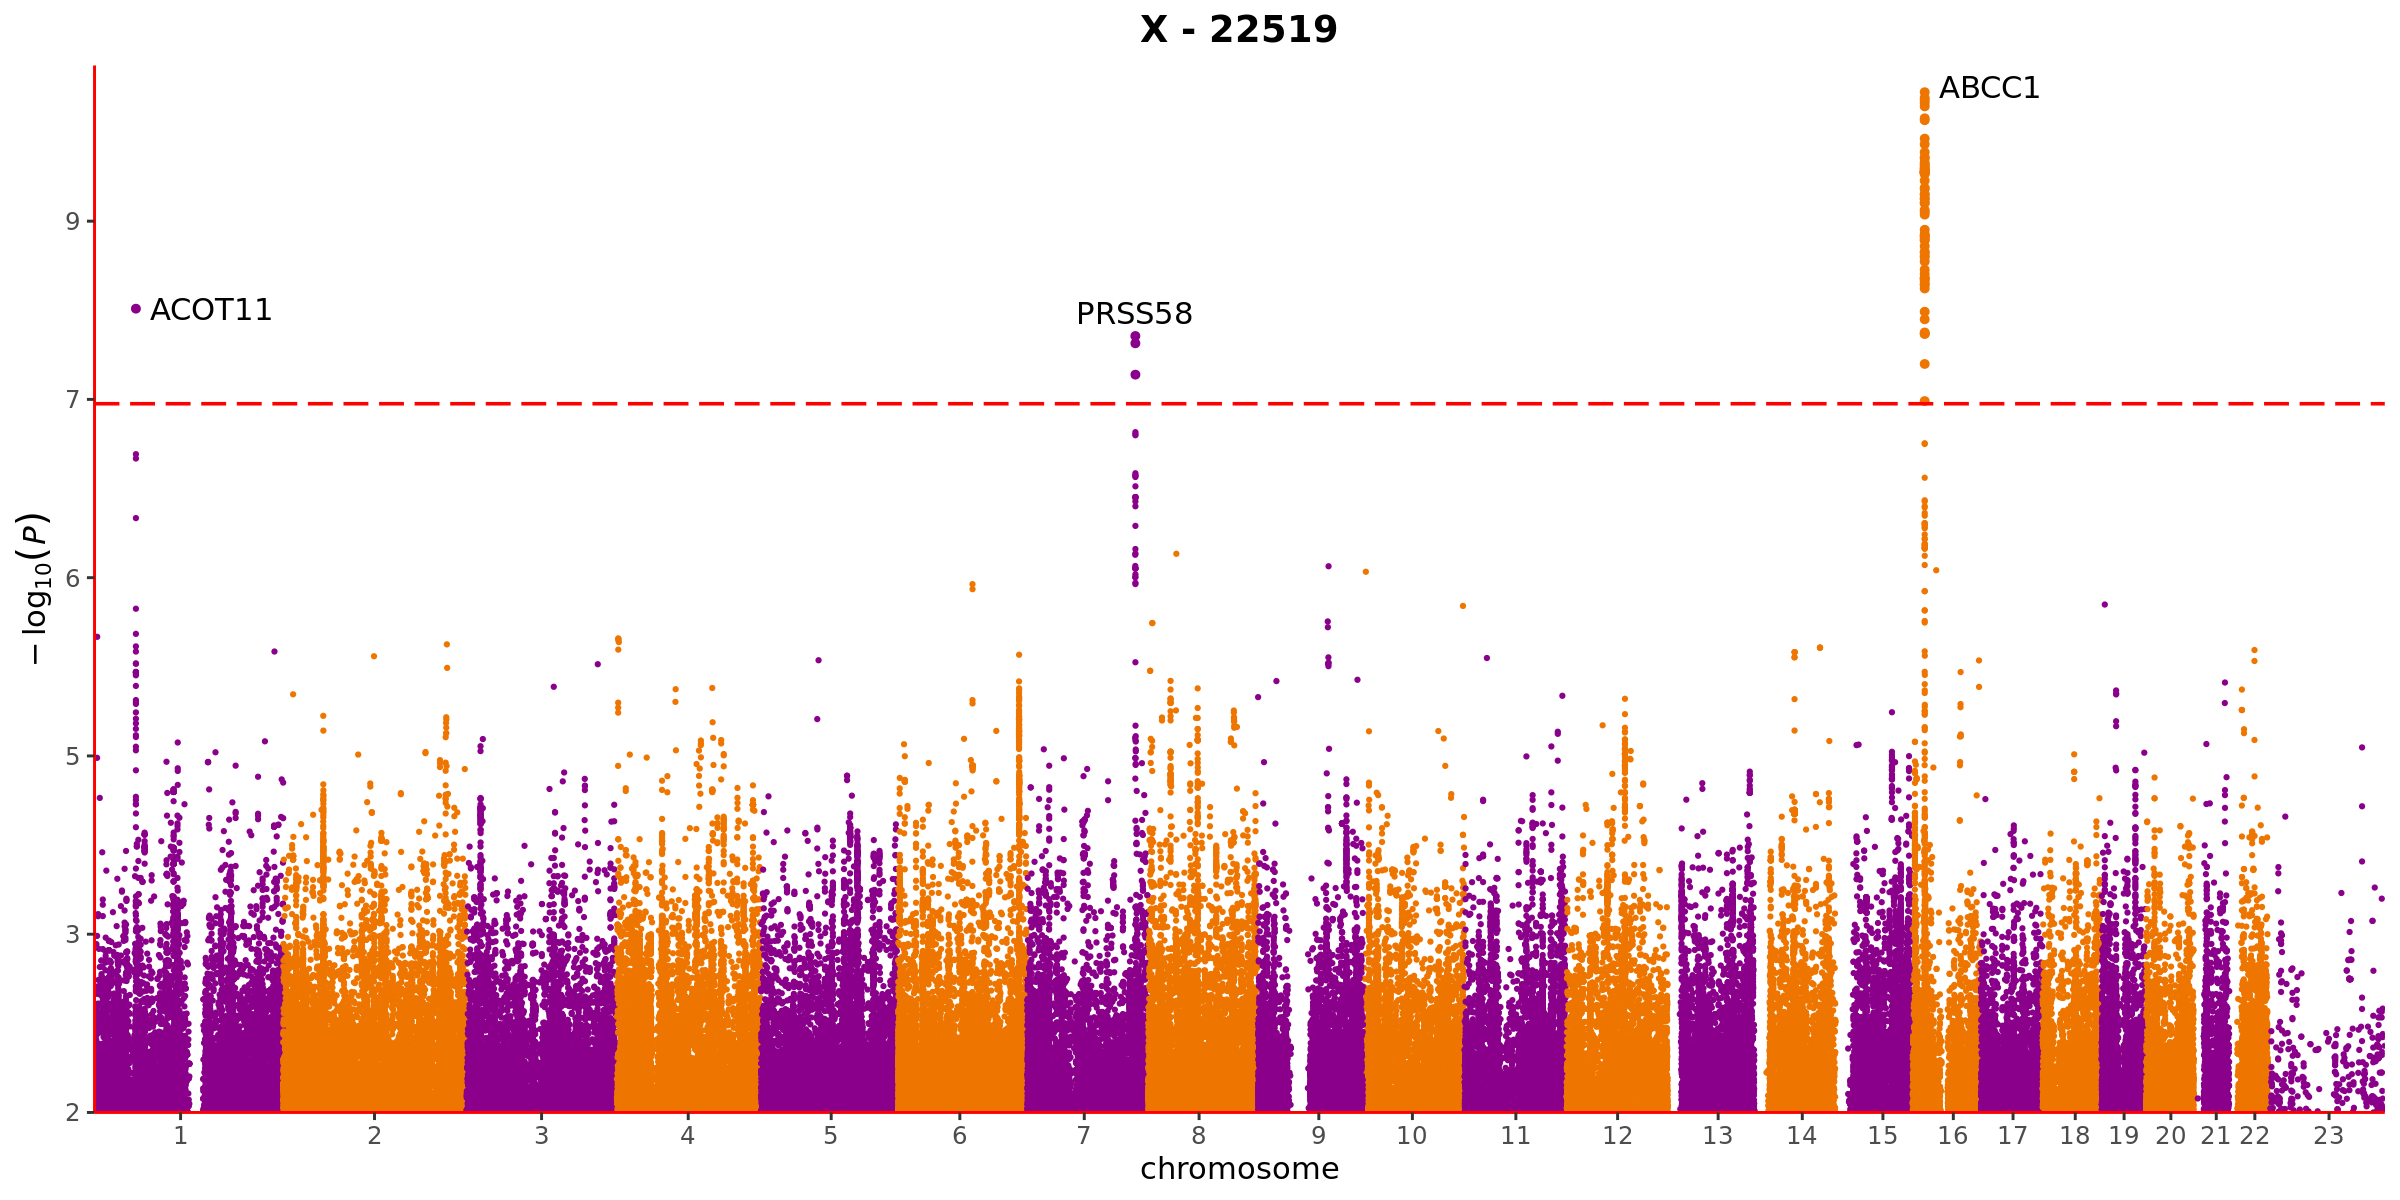 X - 22519
ABCC1
ACOT11
PRSS58
9
7
6
5
3
2
− log10(P)
1 2 3 4 5 6 7 8 9 10 11 12 13 14 15 16 17 18 19 20 21 22 23
chromosome